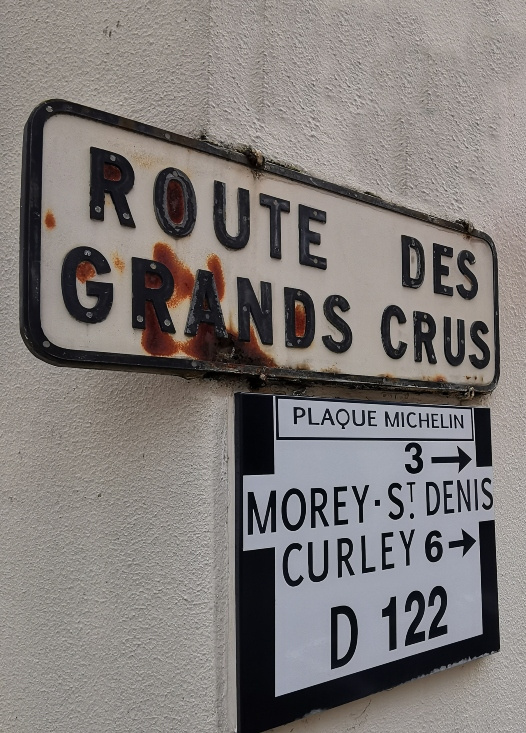 ROUTE DES
GRANDS CRUS
PLAQUE MICHELIN
3 →
MOREY·S.T DENIS
CURLEY 6 →
D 122